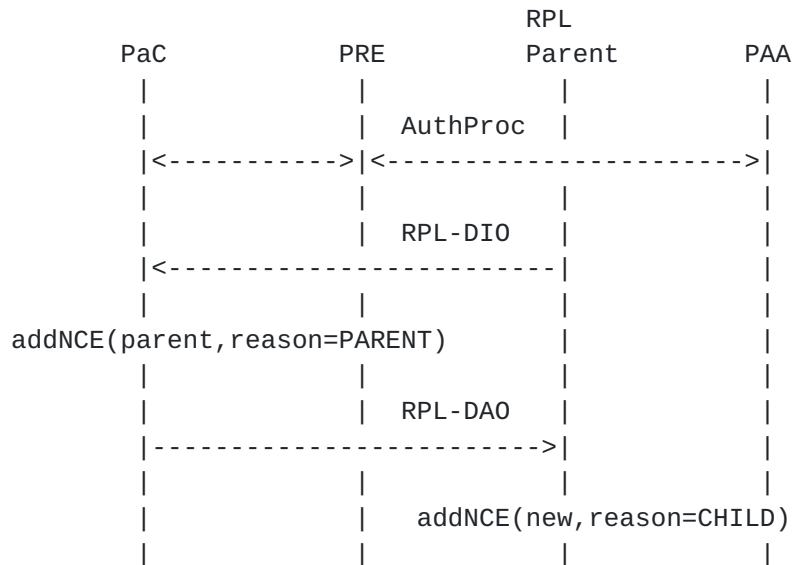 RPL
PaC PRE Parent PAA
AuthProc
RPL-DIO
addNCE(parent,reason=PARENT)
RPL-DAO
addNCE(new,reason=CHILD)